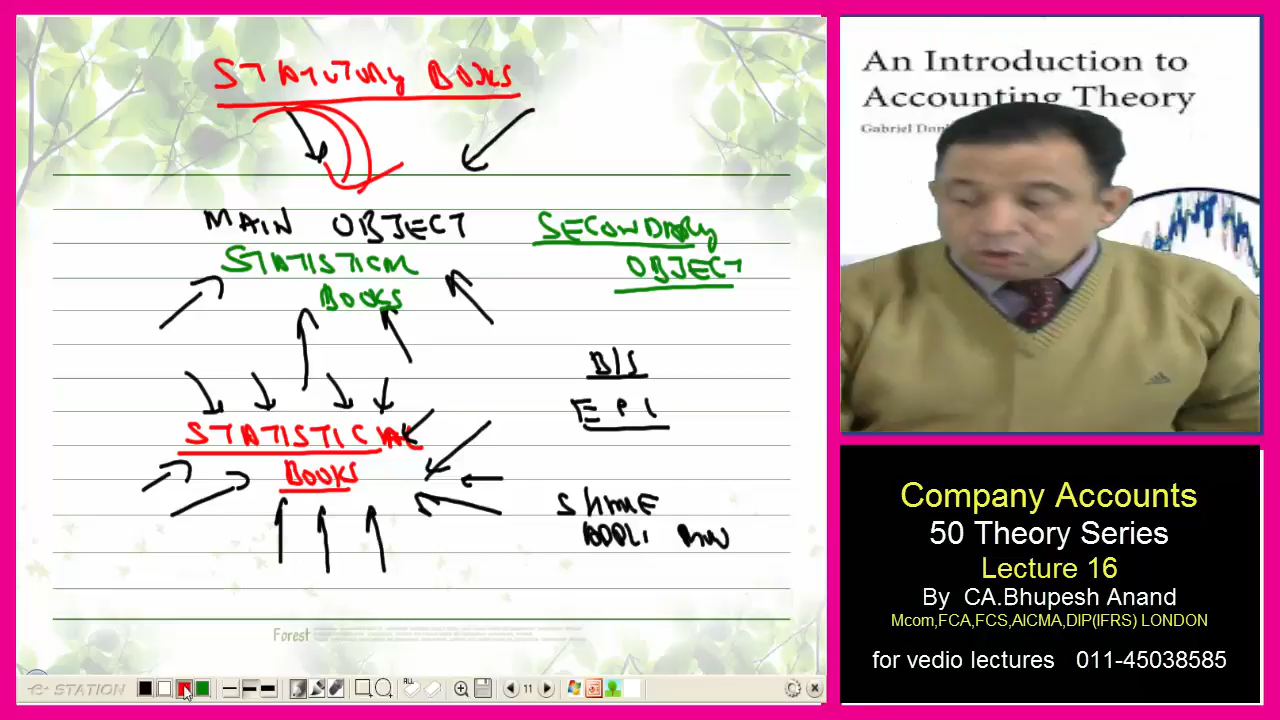 STATUTORY BOOKS
MAIN OBJECT
STATISTICAL
BOOKS
SECONDARY
OBJECT
B/S
STATISTICAL
BOOKS
SHARE
Forest
e-STATION
ALL
11
An Introduction to
Accounting Theory
Gabriel
Company Accounts
50 Theory Series
Lecture 16
By CA.Bhupesh Anand
Mcom,FCA,FCS,AICMA,DIP(IFRS) LONDON
for vedio lectures 011-45038585